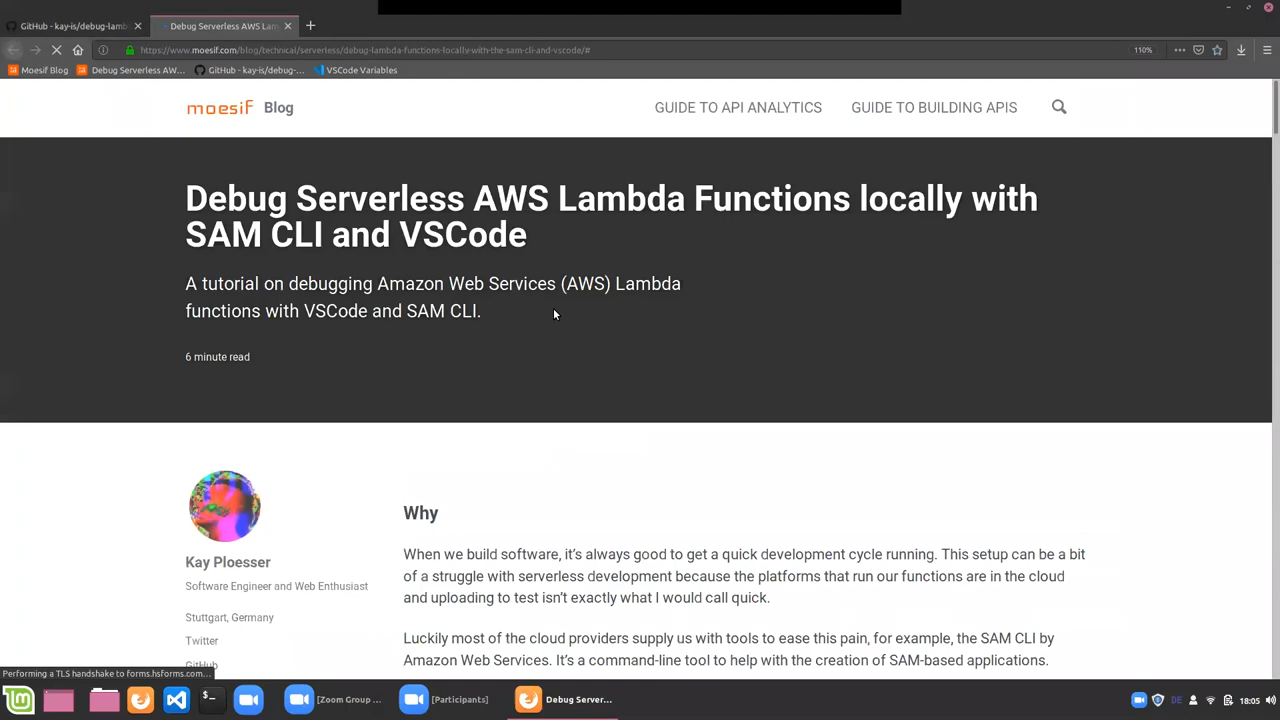 GitHub - kay-is/debug-lamb
Debug Serverless AWS Lam
https://www.moesif.com/blog/technical/serverless/debug-lambda-functions-locally-with-the-sam-cli-and-vscode/#
110%
Moesif Blog
Debug Serverless AW...
GitHub - kay-is/debug-...
VSCode Variables
moesif Blog
GUIDE TO API ANALYTICS
GUIDE TO BUILDING APIS
Debug Serverless AWS Lambda Functions locally with
SAM CLI and VSCode
A tutorial on debugging Amazon Web Services (AWS) Lambda
functions with VSCode and SAM CLI.
6 minute read
Kay Ploesser
Software Engineer and Web Enthusiast
Stuttgart, Germany
Twitter
GitHub
Why
When we build software, it’s always good to get a quick development cycle running. This setup can be a bit
of a struggle with serverless development because the platforms that run our functions are in the cloud
and uploading to test isn’t exactly what I would call quick.
Luckily most of the cloud providers supply us with tools to ease this pain, for example, the SAM CLI by
Amazon Web Services. It’s a command-line tool to help with the creation of SAM-based applications.
Performing a TLS handshake to forms.hsforms.com...
[Zoom Group ...
[Participants]
Debug Server...
DE
18:05